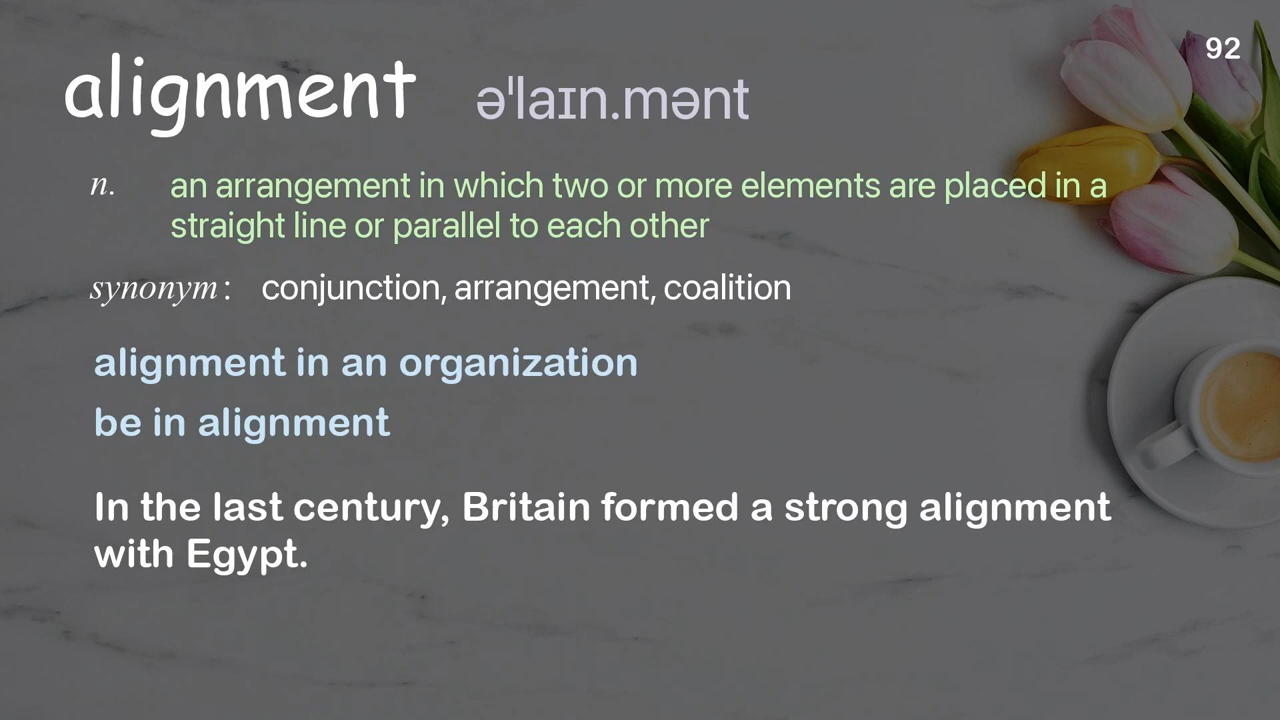 92
alignment əˈlaɪn.mənt
n. an arrangement in which two or more elements are placed in a
straight line or parallel to each other
synonym: conjunction, arrangement, coalition
alignment in an organization
be in alignment
In the last century, Britain formed a strong alignment
with Egypt.